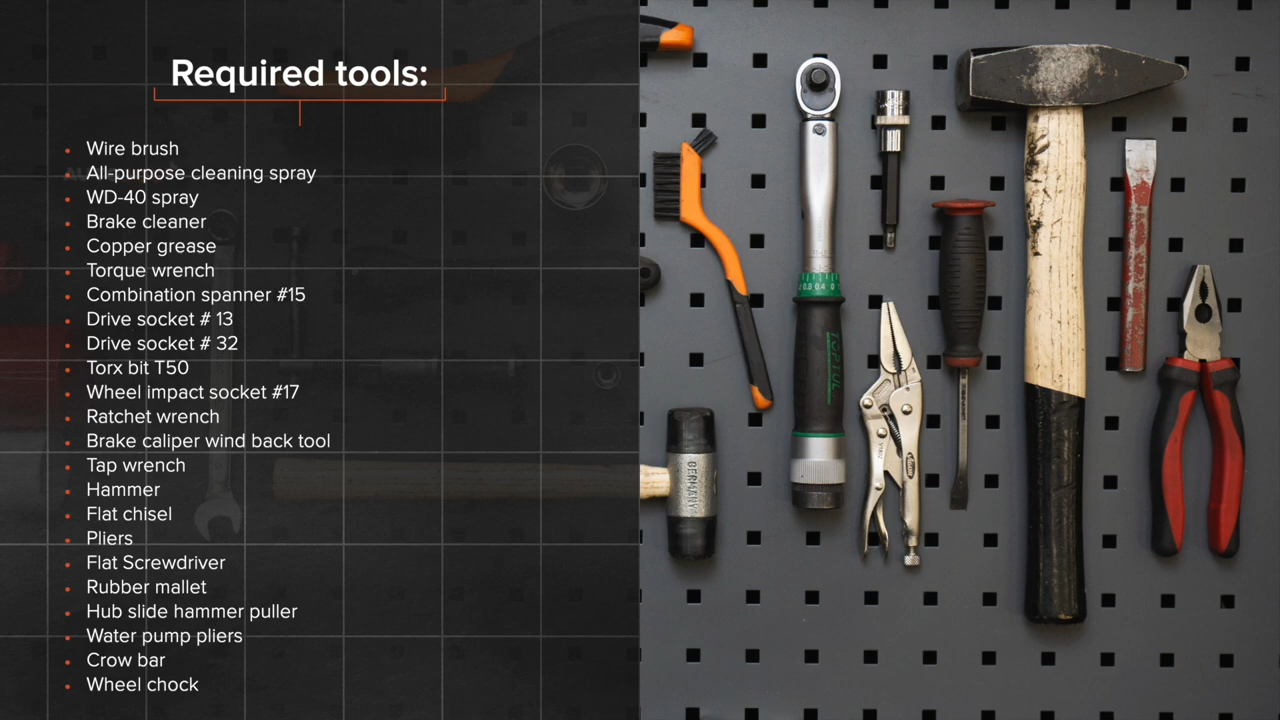 Required tools:
Wire brush
All-purpose cleaning spray
WD-40 spray
Brake cleaner
Copper grease
Torque wrench
Combination spanner #15
Drive socket # 13
Drive socket # 32
Torx bit T50
Wheel impact socket #17
Ratchet wrench
Brake caliper wind back tool
Tap wrench
Hammer
Flat chisel
Pliers
Flat Screwdriver
Rubber mallet
Hub slide hammer puller
Water pump pliers
Crow bar
Wheel chock
TOPTUL
GERMANY